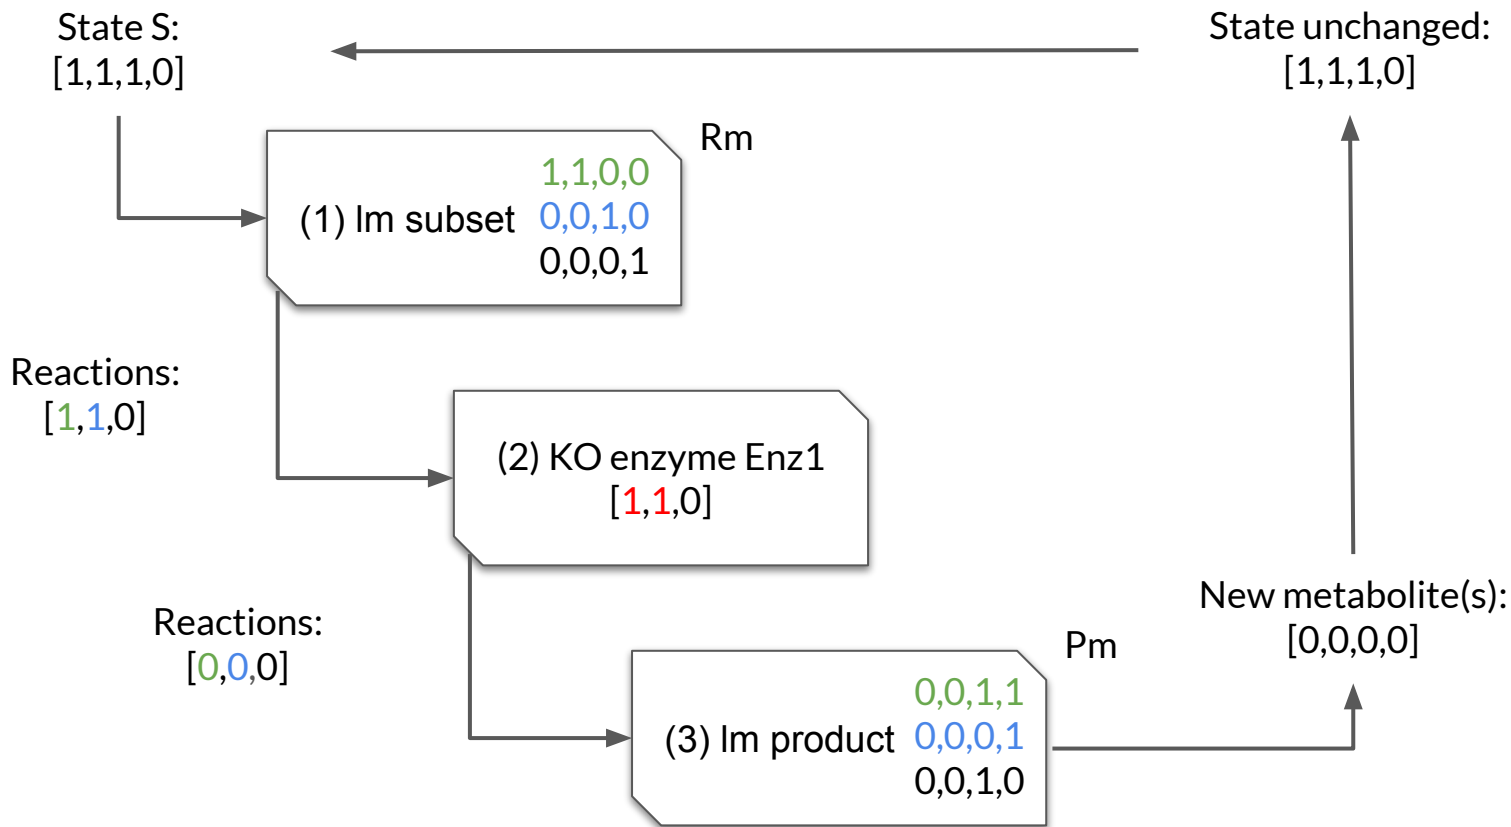 State S:
[1,1,1,0]
State unchanged:
[1,1,1,0]
Rm
(1) lm subset
1,1,0,0
0,0,1,0
0,0,0,1
Reactions:
[1,1,0]
(2) KO enzyme Enz1
[1,1,0]
Reactions:
[0,0,0]
Pm
(3) lm product
0,0,1,1
0,0,0,1
0,0,1,0
New metabolite(s):
[0,0,0,0]